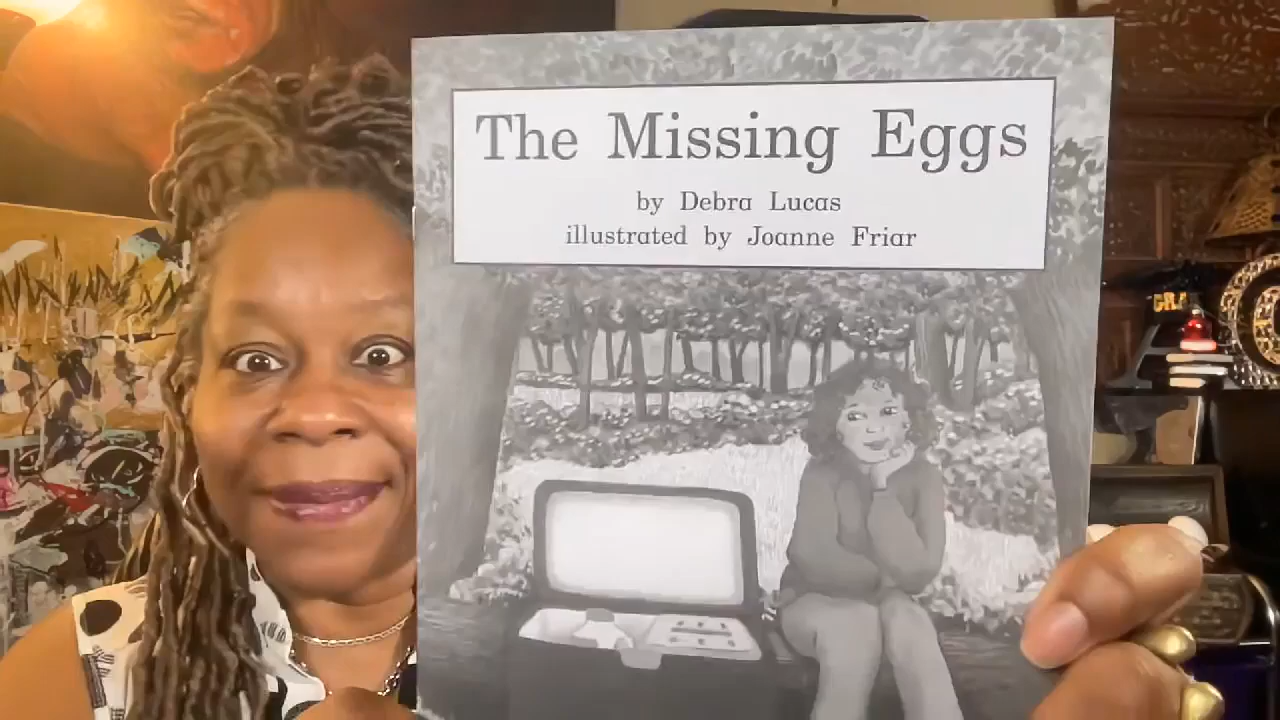 The Missing Eggs
by Debra Lucas
illustrated by Joanne Friar